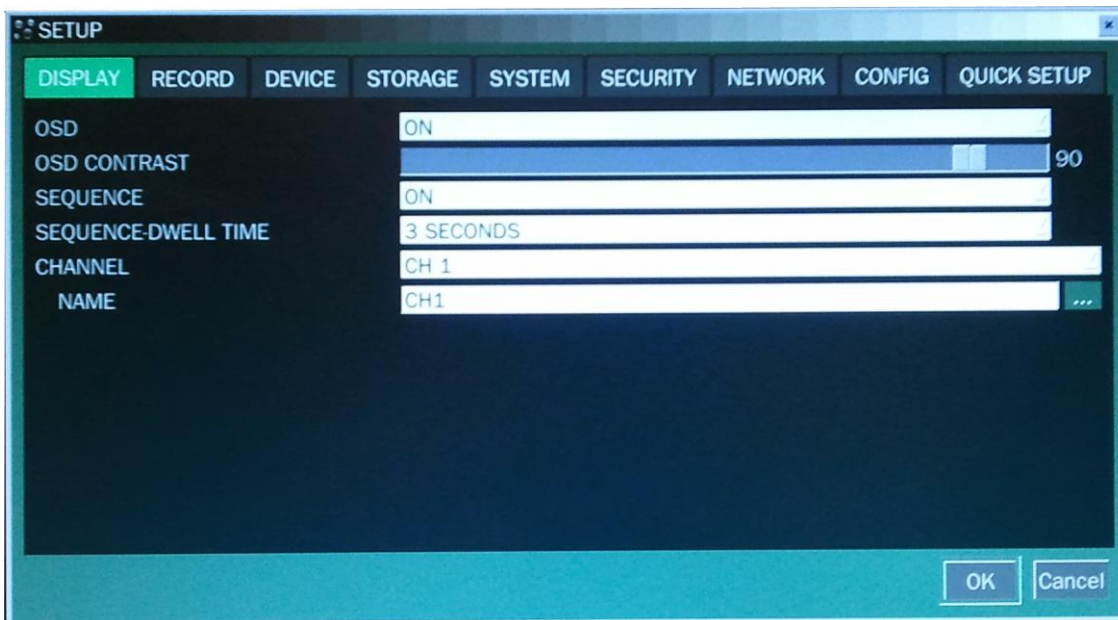 SETUP
DISPLAY RECORD DEVICE STORAGE SYSTEM SECURITY NETWORK CONFIG QUICK SETUP
OSD ON
OSD CONTRAST 90
SEQUENCE ON
SEQUENCE-DWELL TIME 3 SECONDS
CHANNEL CH 1
NAME CH1 ...
OK Cancel